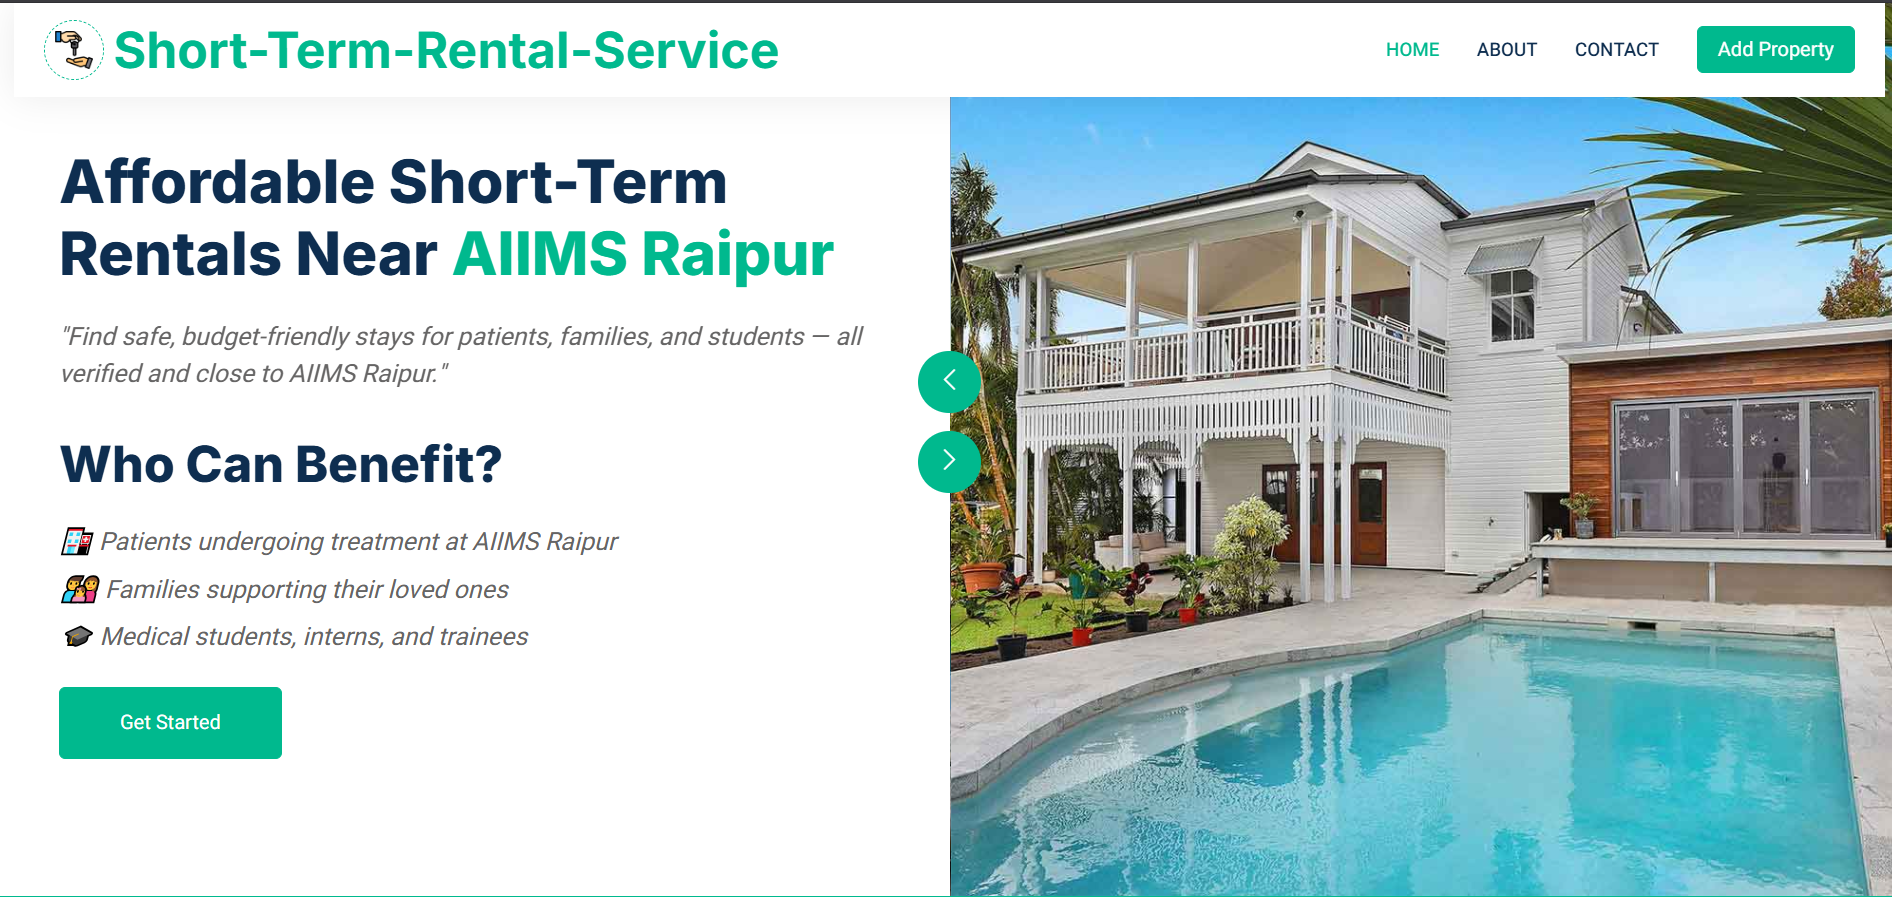 Short-Term-Rental-Service
HOME ABOUT CONTACT Add Property
Affordable Short-Term
Rentals Near AIIMS Raipur
"Find safe, budget-friendly stays for patients, families, and students — all
verified and close to AIIMS Raipur."
Who Can Benefit?
Patients undergoing treatment at AIIMS Raipur
Families supporting their loved ones
Medical students, interns, and trainees
Get Started